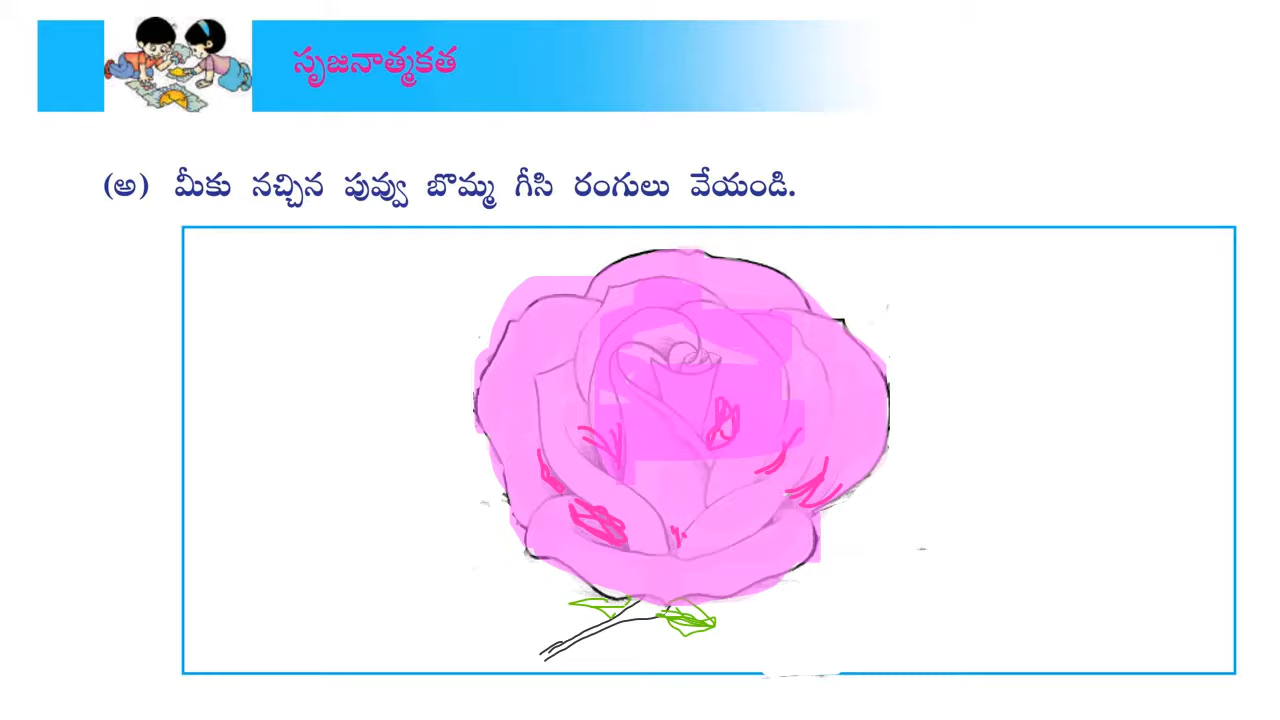 సృజనాత్మకత
(అ) మీకు నచ్చిన పువ్వు బొమ్మ గీసి రంగులు వేయండి.